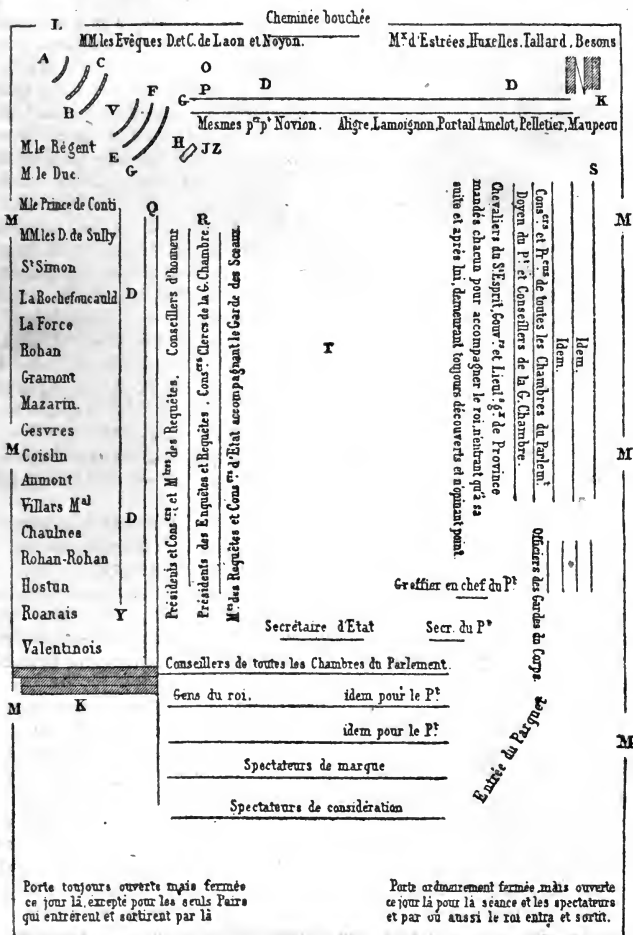 Cheminée bouchée
L
MM. les Evêques D. et C. de Laon et Noyon.
Mx d'Estrées, Huxelles, Tallard, Besons
A
C
B
V
F
E
G
O
P
G
D
D
K
H
JZ
Mesmes pr pt Novion. Aligre, Lamoignon, Portail, Amelot, Pelletier, Maupeou
S
M. le Régent
M. le Duc.
M. le Prince de Conti
MM. les D. de Sully
St Simon
La Rochefoucauld
La Force
Rohan
Gramont
Mazarin.
Gesvres
Coislin
Anmont
Villars Mal
Chaulnes
Rohan-Rohan
Hostun
Roanais
Valentinois
M
M
M
M
M
M
Q
R
D
D
Y
K
T
Présidents et Consers et Mtres des Requêtes. Conseillers d'honneur
Présidents des Enquêtes et Requêtes. Consers Clercs de la G. Chambre.
Mes des Requêtes et Consers d'Etat accompagnant le Garde des Sceaux.
Chevaliers du St Esprit, Gouvrs et Lieuts gx de Province
mandés chacun pour accompagner le roi, n'entrant qu'à sa
suite et après lui, demeurant toujours découverts et n'opinant point.
Doyen du Pt et Conseillers de la G. Chambre.
Consers et Prens de toutes les Chambres du Parlemt
Idem.
Idem.
Officiers des Gardes du Corps.
Greffier en chef du Pt
Secrétaire d'Etat
Secr. du Pt
Conseillers de toutes les Chambres du Parlement.
Gens du roi.
idem pour le Pt
idem pour le Pt
Spectateurs de marque
Spectateurs de considération
Entrée du Parquet
Porte toujours ouverte mais fermée
ce jour là, excepté pour les seuls Pairs
qui entrèrent et sortirent par là
Porte ordinairement fermée, mais ouverte
ce jour là pour la séance et les spectateurs
et par où aussi le roi entra et sortit.